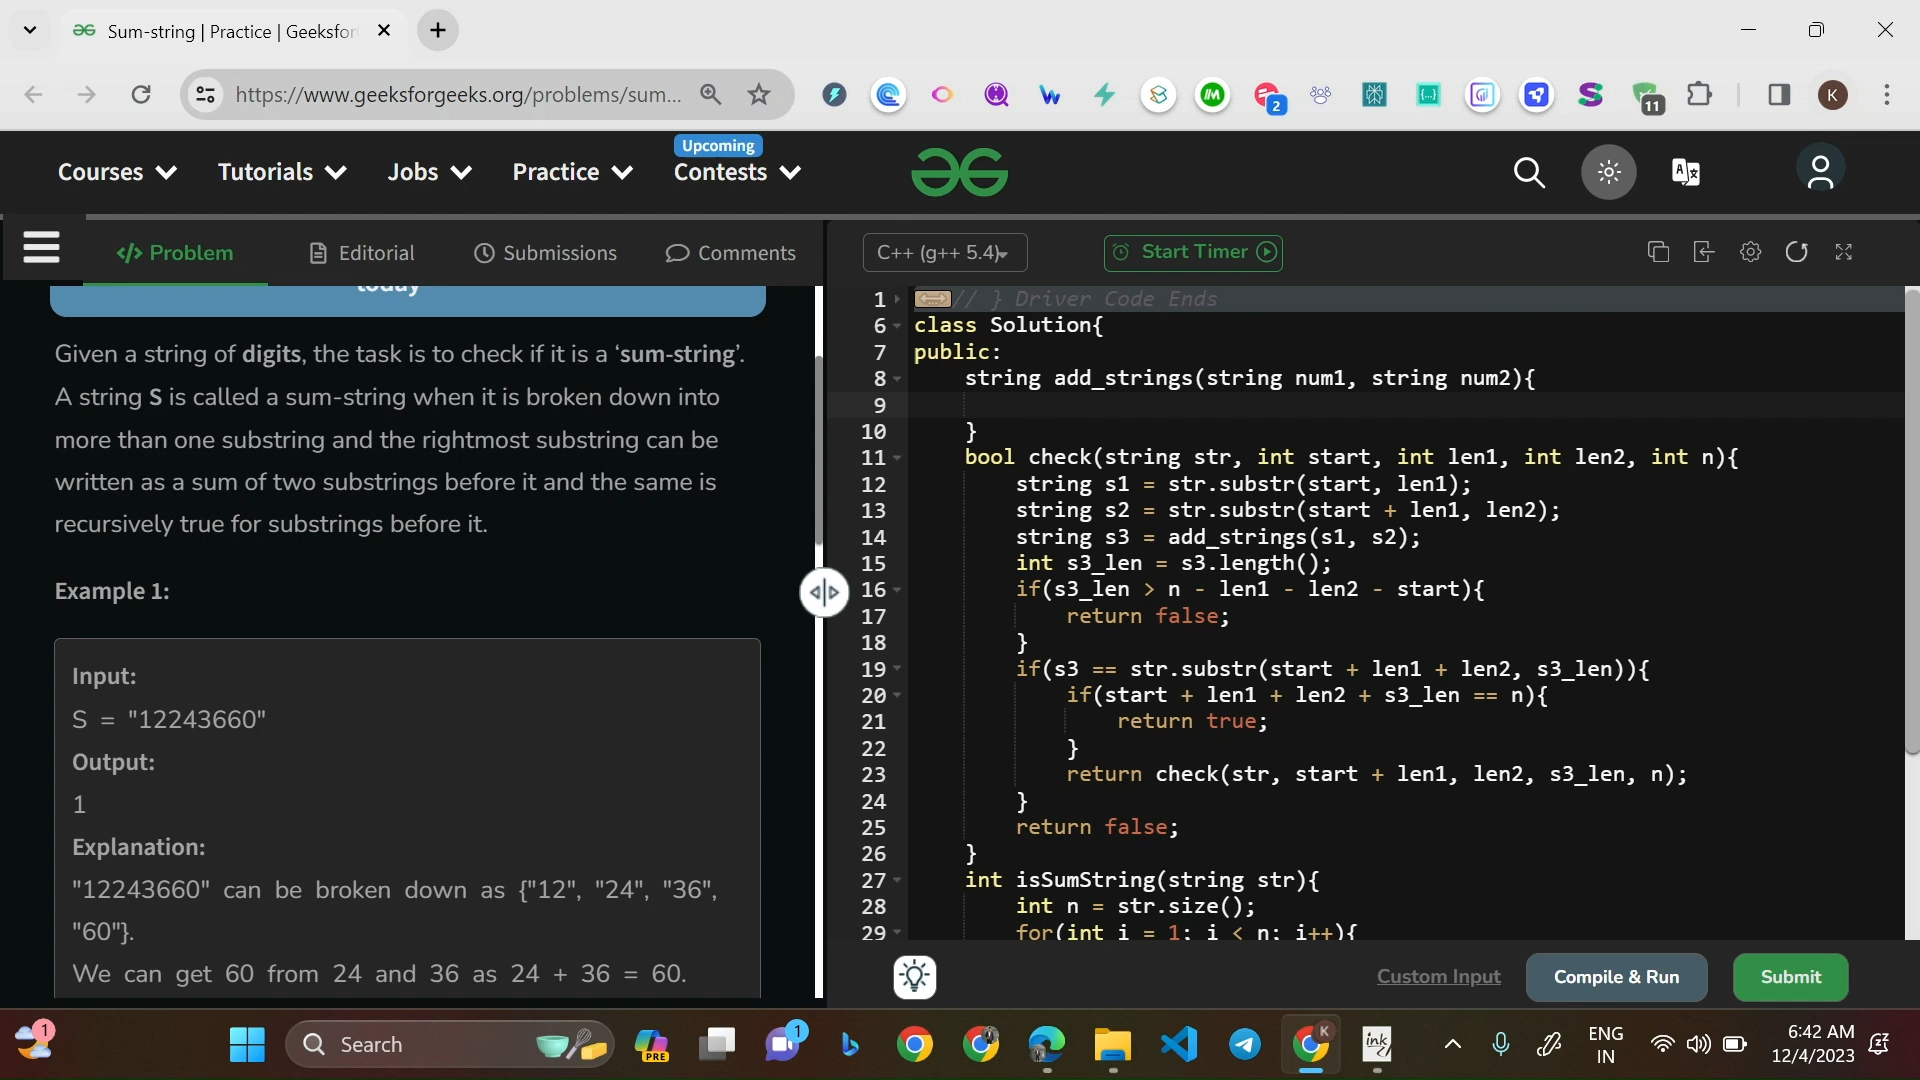 Sum-string | Practice | Geeksfor
https://www.geeksforgeeks.org/problems/sum...
2
11
K
Courses
Tutorials
Jobs
Practice
Upcoming
Contests
</> Problem
Editorial
Submissions
Comments
C++ (g++ 5.4)
Start Timer
today
Given a string of digits, the task is to check if it is a ‘sum-string’.
A string S is called a sum-string when it is broken down into
more than one substring and the rightmost substring can be
written as a sum of two substrings before it and the same is
recursively true for substrings before it.
Example 1:
Input:
S = "12243660"
Output:
1
Explanation:
"12243660" can be broken down as {"12", "24", "36",
"60"}.
We can get 60 from 24 and 36 as 24 + 36 = 60.
1 // } Driver Code Ends
6 class Solution{
7 public:
8 string add_strings(string num1, string num2){
9
10 }
11 bool check(string str, int start, int len1, int len2, int n){
12 string s1 = str.substr(start, len1);
13 string s2 = str.substr(start + len1, len2);
14 string s3 = add_strings(s1, s2);
15 int s3_len = s3.length();
16 if(s3_len > n - len1 - len2 - start){
17 return false;
18 }
19 if(s3 == str.substr(start + len1 + len2, s3_len)){
20 if(start + len1 + len2 + s3_len == n){
21 return true;
22 }
23 return check(str, start + len1, len2, s3_len, n);
24 }
25 return false;
26 }
27 int isSumString(string str){
28 int n = str.size();
29 for(int i = 1; i < n; i++){
Custom Input
Compile & Run
Submit
1
Search
PRE
1
K
ink
ENG
IN
6:42 AM
12/4/2023